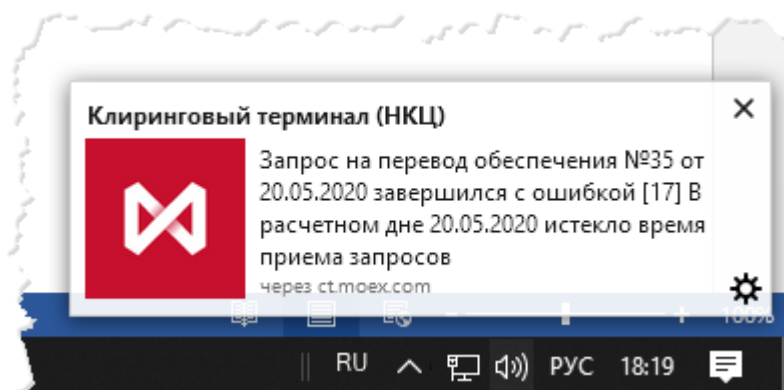 Клиринговый терминал (НКЦ)
Запрос на перевод обеспечения №35 от
20.05.2020 завершился с ошибкой [17] В
расчетном дне 20.05.2020 истекло время
приема запросов
через ct.moex.com
100%
RU
РУС
18:19